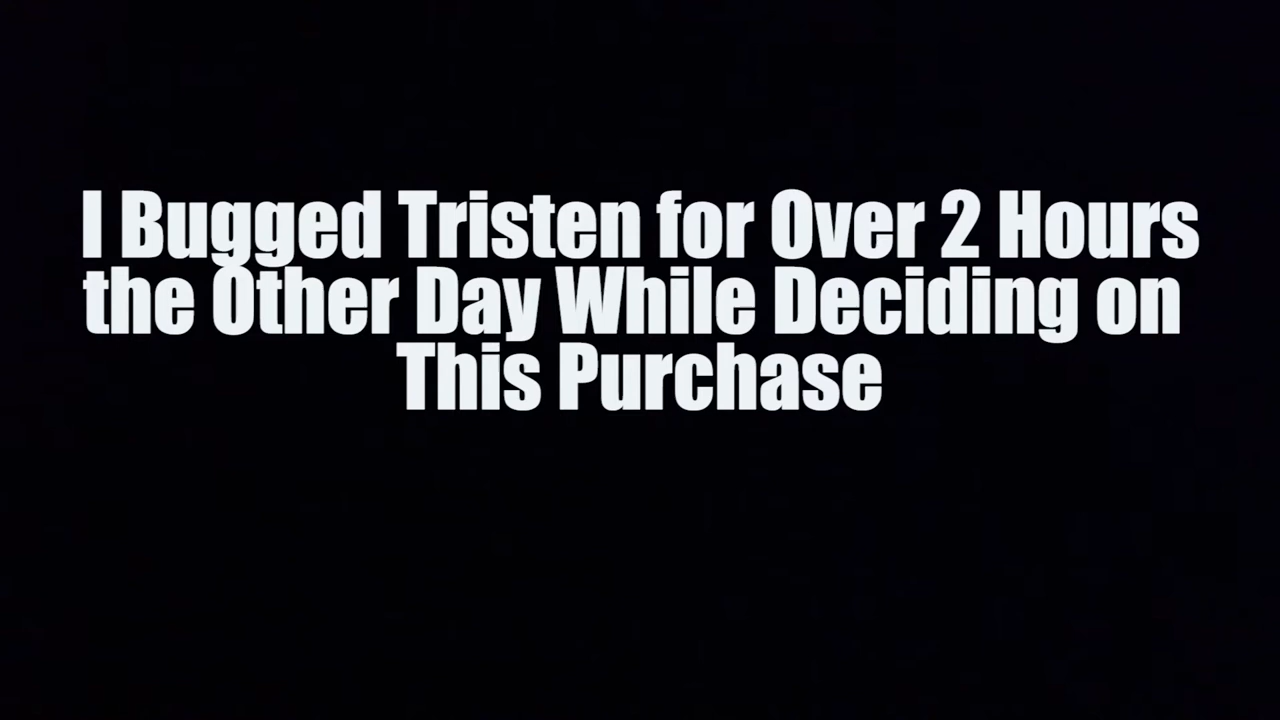 I Bugged Tristen for Over 2 Hours
the Other Day While Deciding on
This Purchase